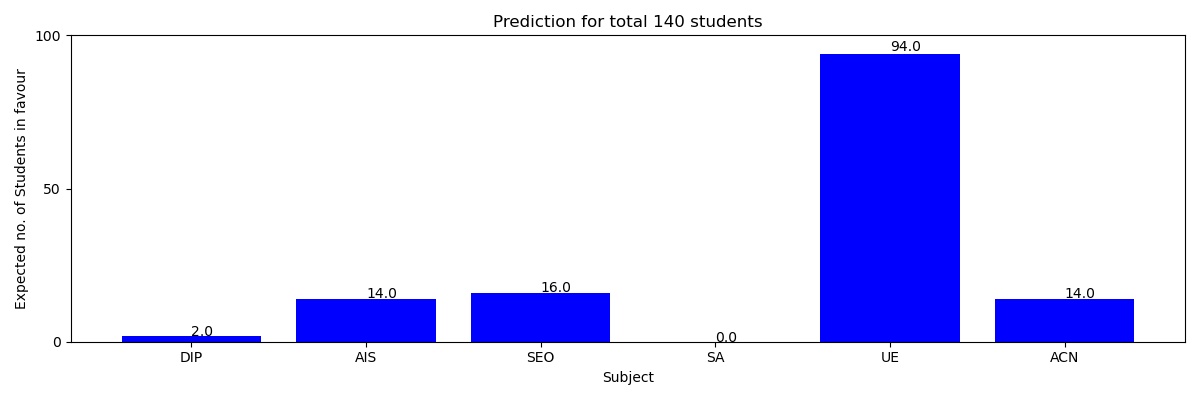 Prediction for total 140 students
Expected no. of Students in favour
100
50
0
2.0
14.0
16.0
0.0
94.0
14.0
DIP
AIS
SEO
SA
UE
ACN
Subject